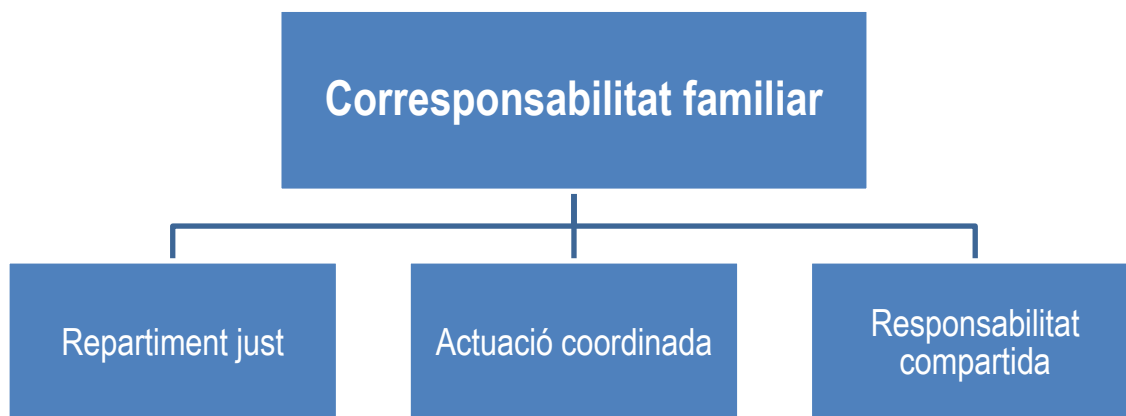 Corresponsabilitat familiar
Repartiment just
Actuació coordinada
Responsabilitat
compartida